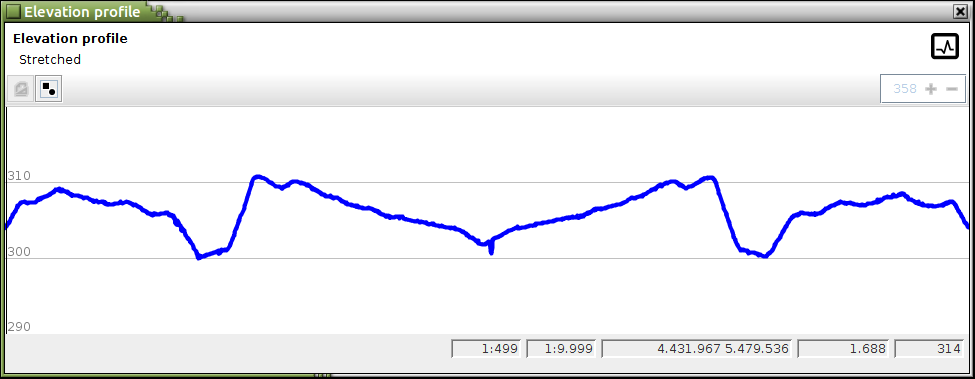 Elevation profile
Elevation profile
Stretched
358
310
300
290
1:499 1:9.999 4.431.967 5.479.536 1.688 314